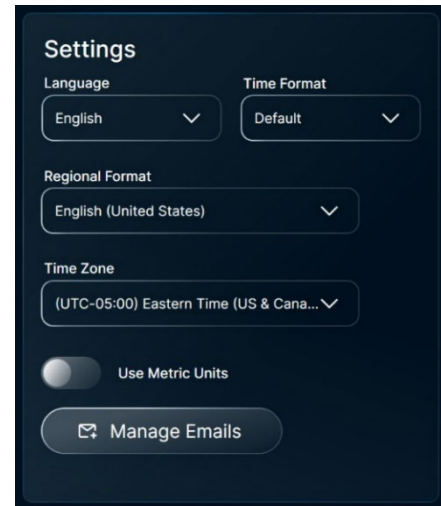 Settings
Language Time Format
English Default
Regional Format
English (United States)
Time Zone
(UTC-05:00) Eastern Time (US & Cana...
Use Metric Units
Manage Emails